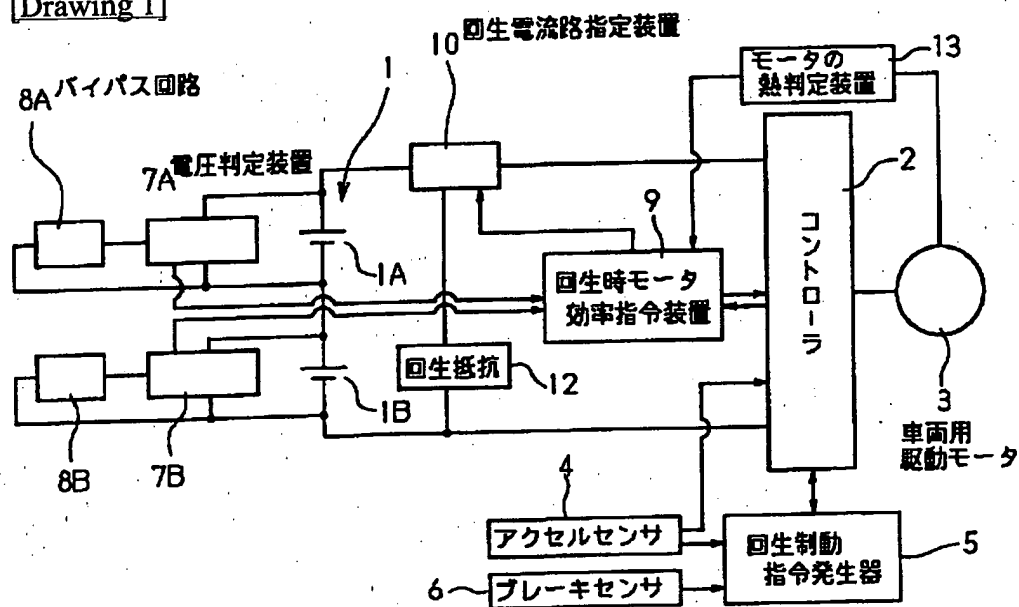 [Drawing 1]
10 回生電流路指定装置
13
モータの
熱判定装置
8A バイパス回路
1
7A 電圧判定装置
2
9
1A
回生時モータ
効率指令装置
コントローラ
回生抵抗
12
1B
3
車両用
駆動モータ
8B
7B
4
アクセルセンサ
回生制動
指令発生器
5
6
ブレーキセンサ